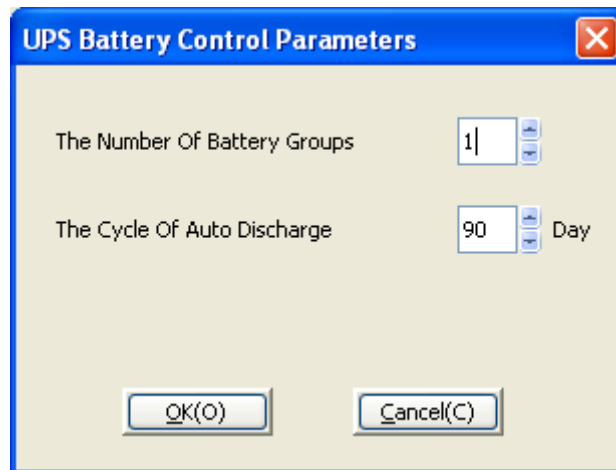 UPS Battery Control Parameters
The Number Of Battery Groups 1
The Cycle Of Auto Discharge 90 Day
OK(O) Cancel(C)